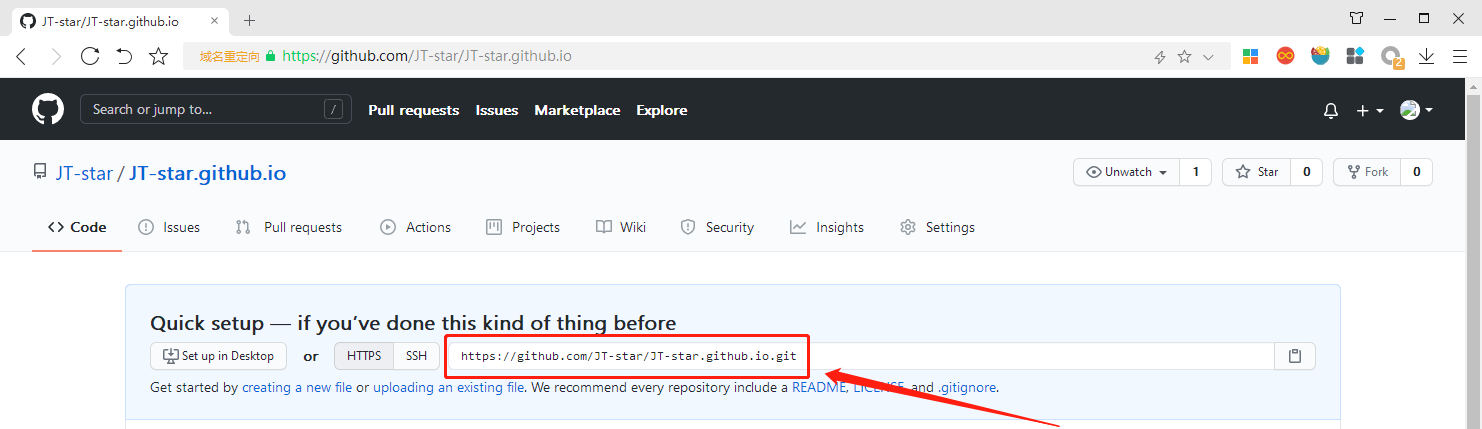 JT-star/JT-star.github.io
域名重定向 https://github.com/JT-star/JT-star.github.io
2
Search or jump to... / Pull requests Issues Marketplace Explore
JT-star / JT-star.github.io Unwatch 1 Star 0 Fork 0
Code Issues Pull requests Actions Projects Wiki Security Insights Settings
Quick setup — if you’ve done this kind of thing before
Set up in Desktop or HTTPS SSH https://github.com/JT-star/JT-star.github.io.git
Get started by creating a new file or uploading an existing file. We recommend every repository include a README, LICENSE, and .gitignore.